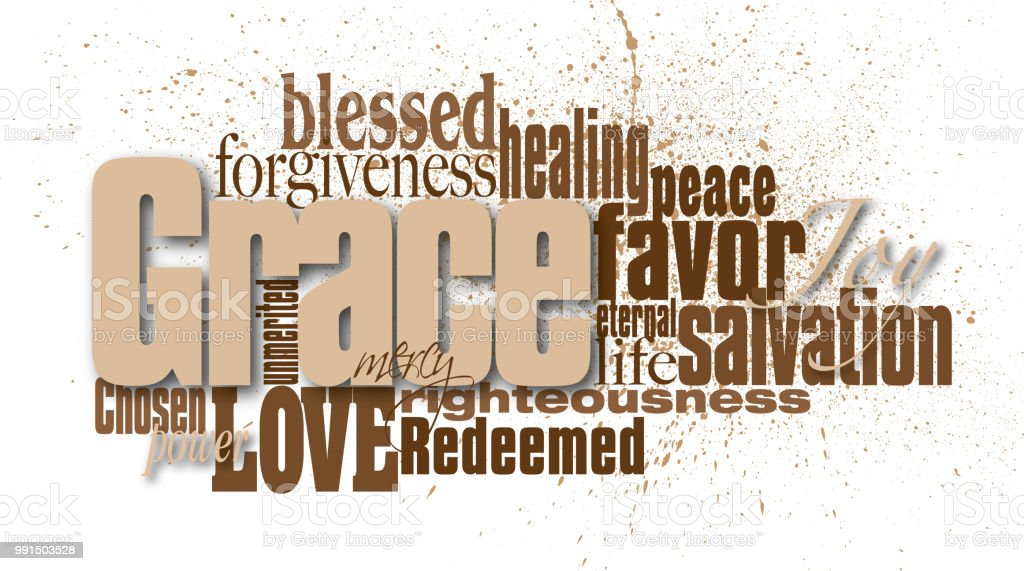 blessed
forgiveness healing
Grace
peace
favor
Joy
unmerited
mercy
eternal
life
salvation
Chosen
power
LOVE
righteousness
Redeemed
iStock
by Getty Images™
991503528